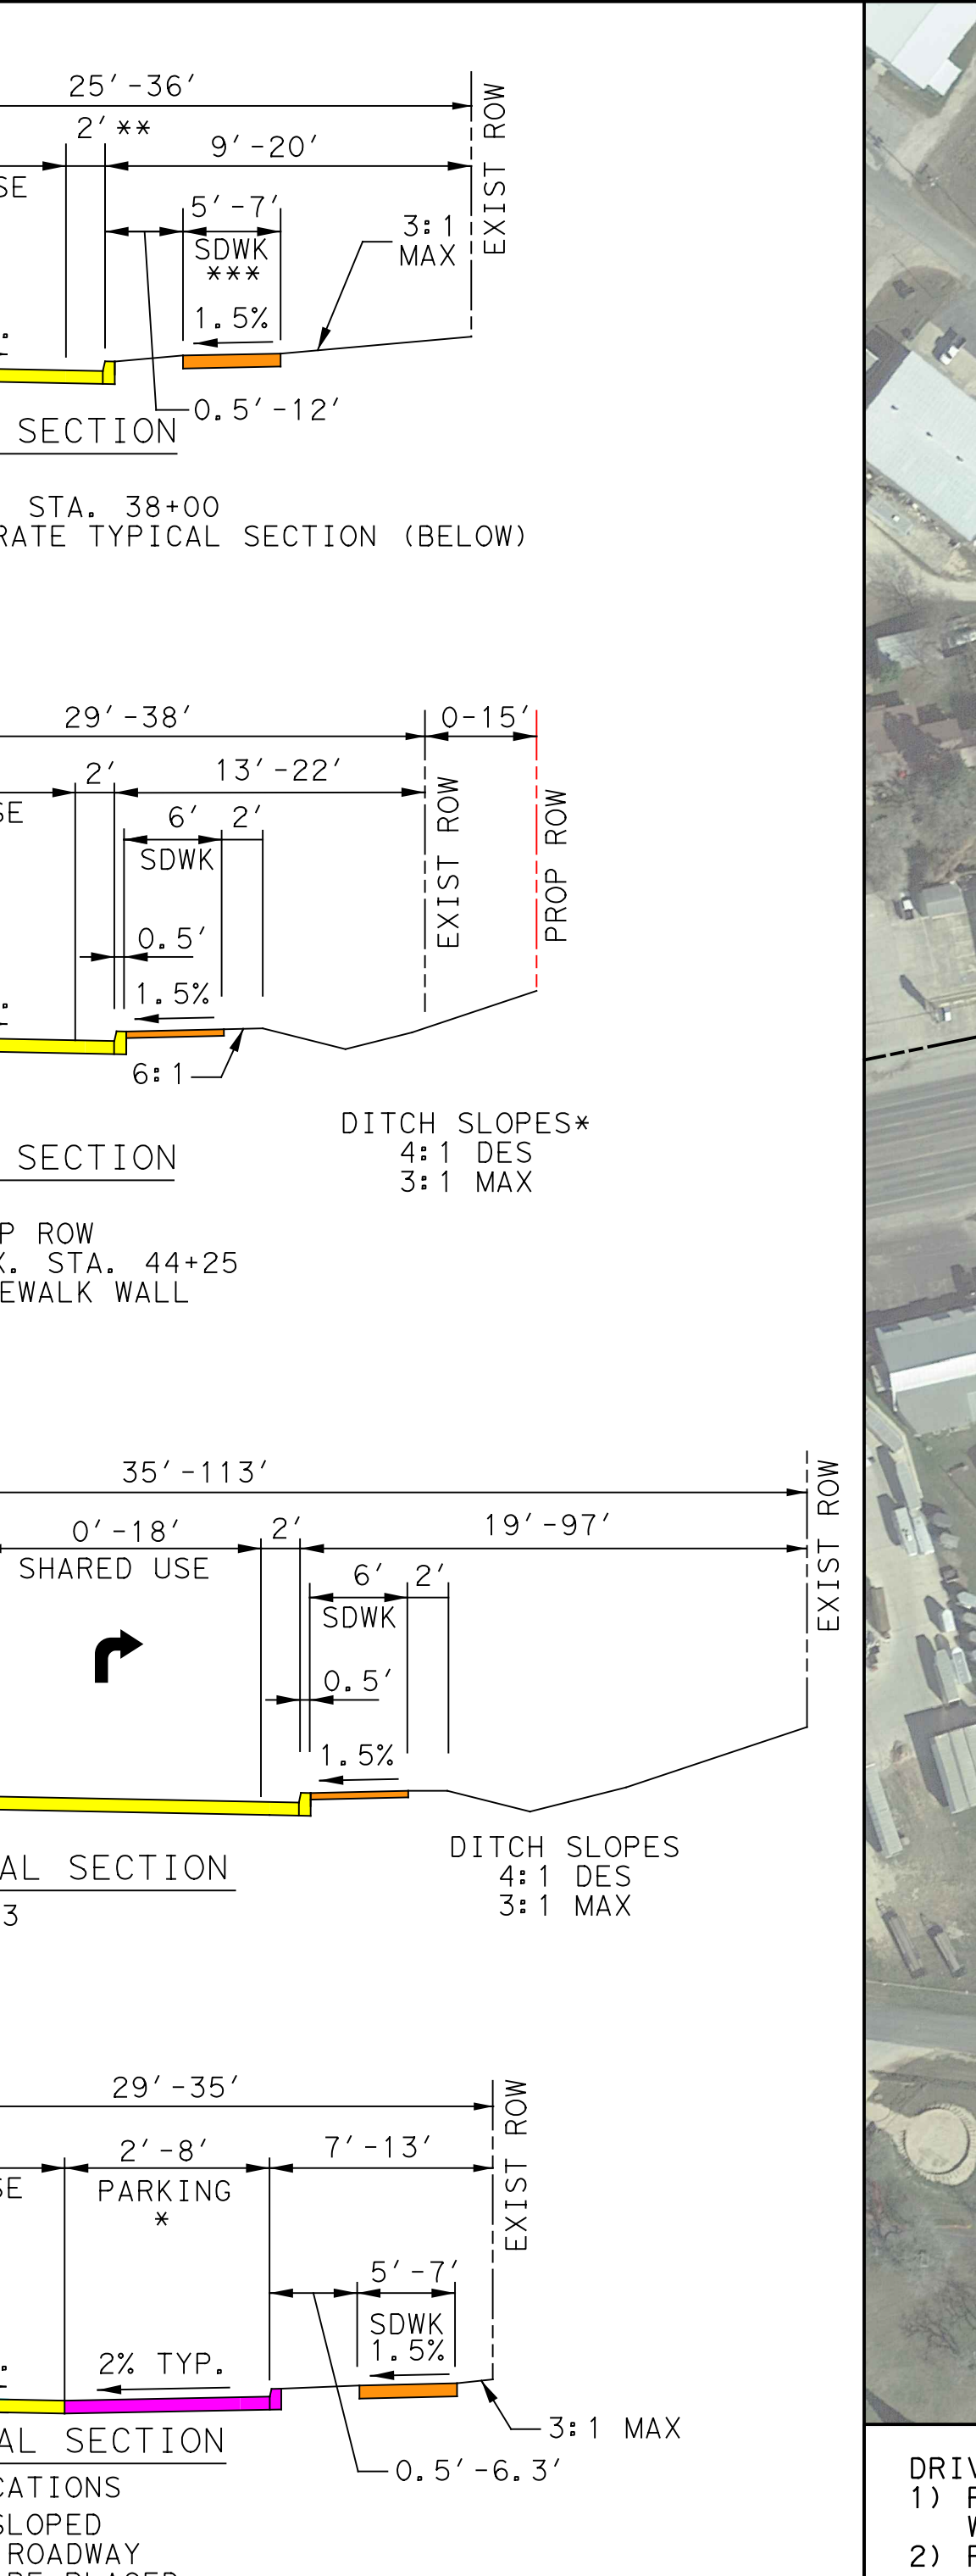 25'-36'
2'**
9'-20'
SE
5'-7'
SDWK
***
3:1
MAX
EXIST ROW
1.5%
0.5'-12'
SECTION
STA. 38+00
RATE TYPICAL SECTION (BELOW)
29'-38'
0-15'
2'
13'-22'
SE
6'
2'
SDWK
EXIST ROW
PROP ROW
0.5'
1.5%
6:1
DITCH SLOPES*
4:1 DES
3:1 MAX
SECTION
P ROW
X. STA. 44+25
EWALK WALL
35'-113'
0'-18'
2'
19'-97'
SHARED USE
6'
2'
SDWK
EXIST ROW
0.5'
1.5%
DITCH SLOPES
4:1 DES
3:1 MAX
AL SECTION
3
29'-35'
2'-8'
7'-13'
SE
PARKING
*
EXIST ROW
5'-7'
SDWK
1.5%
2% TYP.
3:1 MAX
0.5'-6.3'
AL SECTION
CATIONS
SLOPED
ROADWAY
BE PLACED
DRIV
1) F
W
2) F